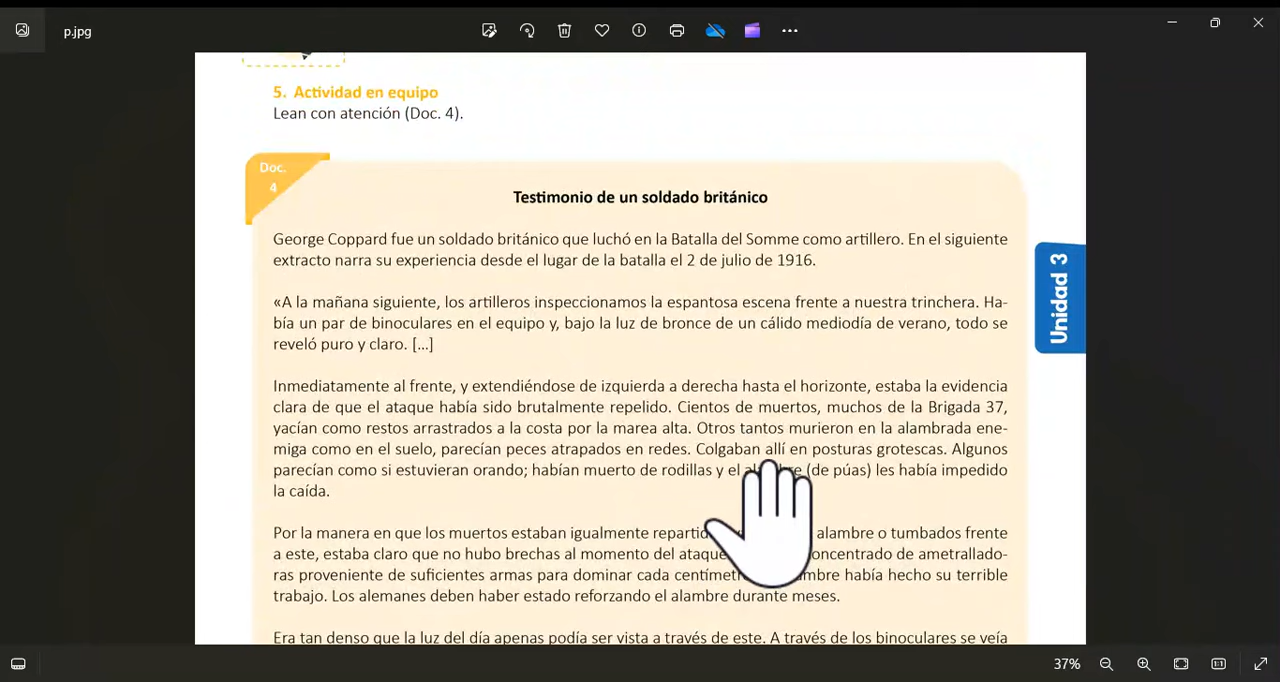 p.jpg
5. Actividad en equipo
Lean con atención (Doc. 4).
Doc.
4
Testimonio de un soldado británico
George Coppard fue un soldado británico que luchó en la Batalla del Somme como artillero. En el siguiente
extracto narra su experiencia desde el lugar de la batalla el 2 de julio de 1916.
«A la mañana siguiente, los artilleros inspeccionamos la espantosa escena frente a nuestra trinchera. Ha-
bía un par de binoculares en el equipo y, bajo la luz de bronce de un cálido mediodía de verano, todo se
reveló puro y claro. [...]
Inmediatamente al frente, y extendiéndose de izquierda a derecha hasta el horizonte, estaba la evidencia
clara de que el ataque había sido brutalmente repelido. Cientos de muertos, muchos de la Brigada 37,
yacían como restos arrastrados a la costa por la marea alta. Otros tantos murieron en la alambrada ene-
miga como en el suelo, parecían peces atrapados en redes. Colgaban allí en posturas grotescas. Algunos
parecían como si estuvieran orando; habían muerto de rodillas y el (de púas) les había impedido
la caída.
Por la manera en que los muertos estaban igualmente alambre o tumbados frente
a este, estaba claro que no hubo brechas al momento del ataque ametrallado-
ras proveniente de suficientes armas para dominar cada había hecho su terrible
trabajo. Los alemanes deben haber estado reforzando el alambre durante meses.
Era tan denso que la luz del día apenas podía ser vista a través de este. A través de los binoculares se veía
Unidad 3
37%